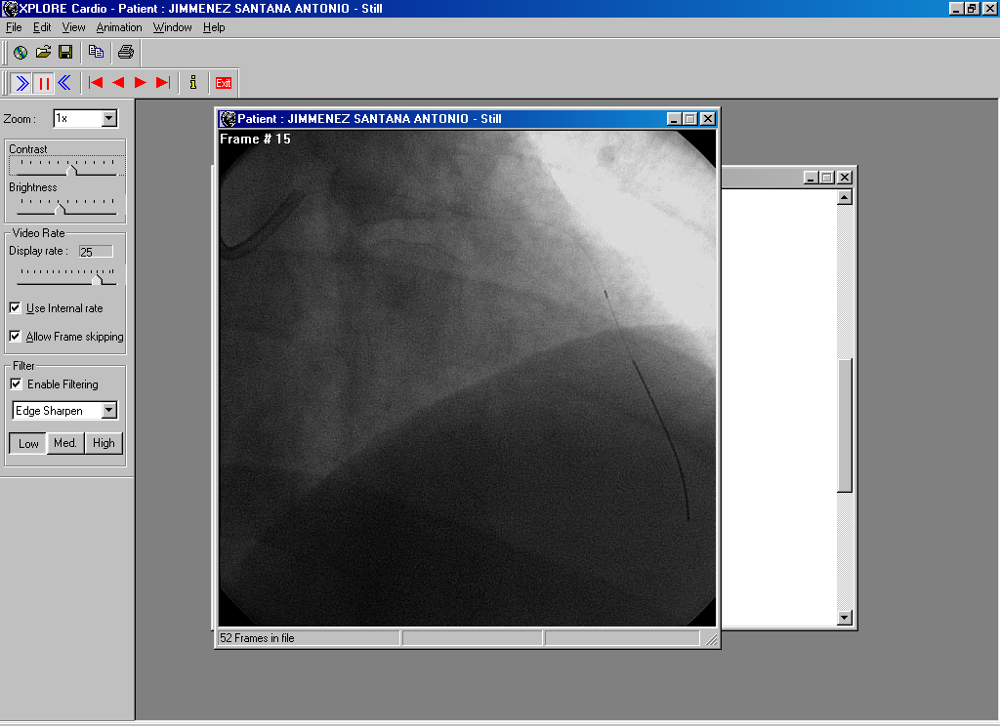 XPLORE Cardio - Patient : JIMMENEZ SANTANA ANTONIO - Still
File Edit View Animation Window Help
i Exit
Zoom : 1x
Patient : JIMMENEZ SANTANA ANTONIO - Still
Frame # 15
Contrast
Brightness
Video Rate
Display rate : 25
Use Internal rate
Allow Frame skipping
Filter
Enable Filtering
Edge Sharpen
Low Med. High
52 Frames in file